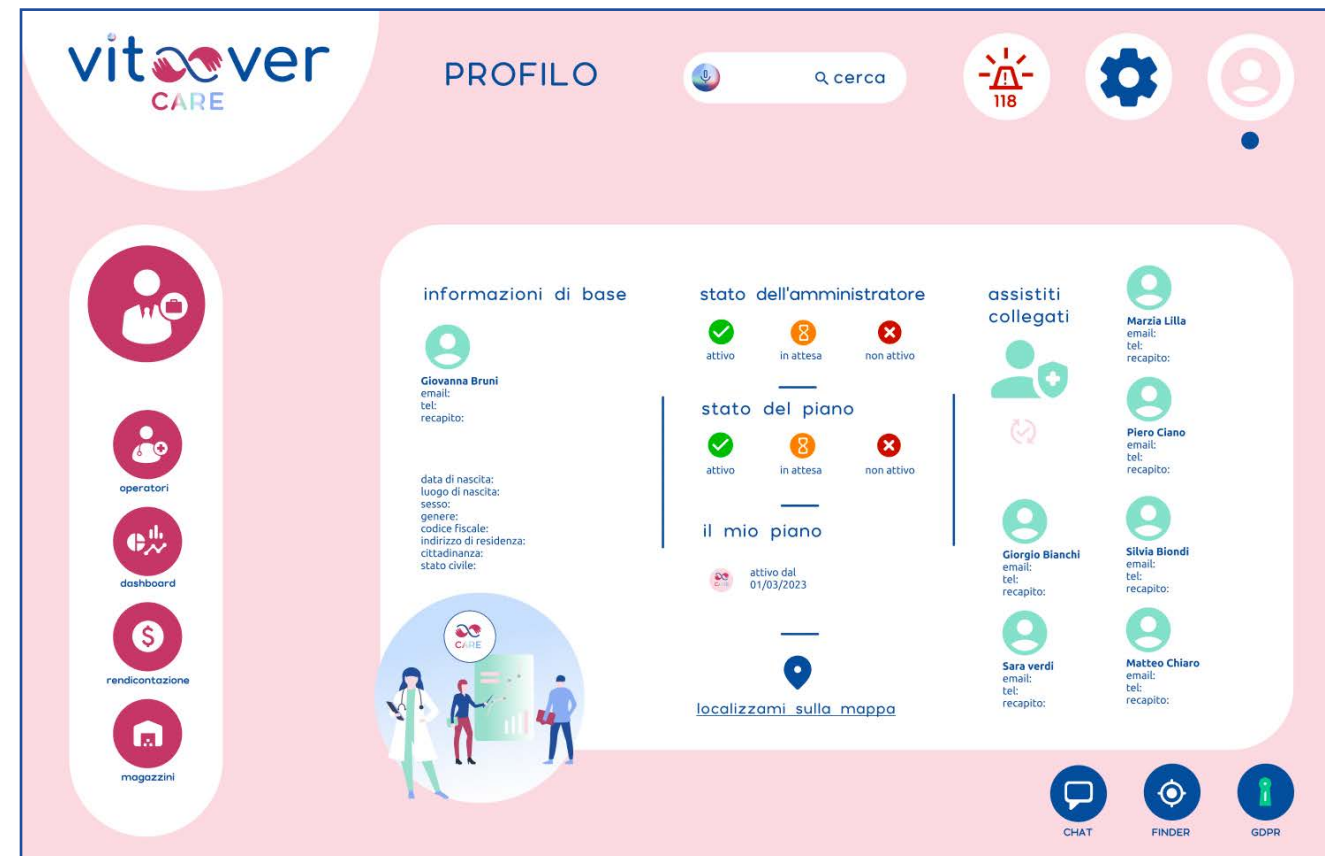 vitoover
CARE
PROFILO
cerca
118
operatori
dashboard
rendicontazione
magazzini
informazioni di base
Giovanna Bruni
email:
tel:
recapito:
data di nascita:
luogo di nascita:
sesso:
genere:
codice fiscale:
indirizzo di residenza:
cittadinanza:
stato civile:
CARE
stato dell'amministratore
attivo in attesa non attivo
stato del piano
attivo in attesa non attivo
il mio piano
attivo dal
01/03/2023
localizzami sulla mappa
assistiti
collegati
Marzia Lilla
email:
tel:
recapito:
Piero Ciano
email:
tel:
recapito:
Giorgio Bianchi
email:
tel:
recapito:
Silvia Biondi
email:
tel:
recapito:
Sara verdi
email:
tel:
recapito:
Matteo Chiaro
email:
tel:
recapito:
CHAT FINDER GDPR